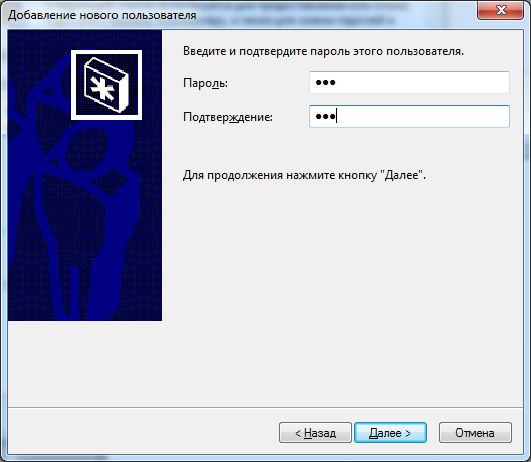 Добавление нового пользователя
Введите и подтвердите пароль этого пользователя.
Пароль:
Подтверждение:
Для продолжения нажмите кнопку "Далее".
< Назад
Далее >
Отмена